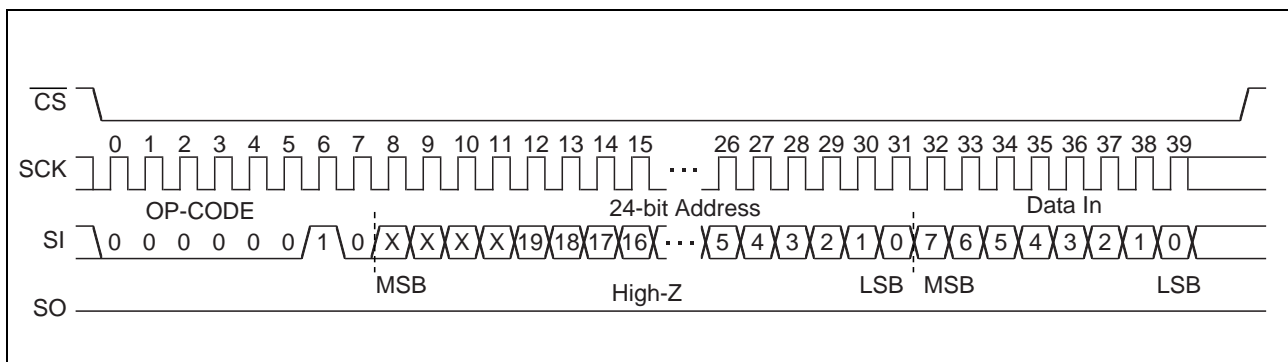 CS
0 1 2 3 4 5 6 7 8 9 10 11 12 13 14 15 26 27 28 29 30 31 32 33 34 35 36 37 38 39
SCK ···
OP-CODE 24-bit Address Data In
SI 0 0 0 0 0 0 1 0 X X X X 19 18 17 16 ··· 5 4 3 2 1 0 7 6 5 4 3 2 1 0
MSB High-Z LSB MSB LSB
SO